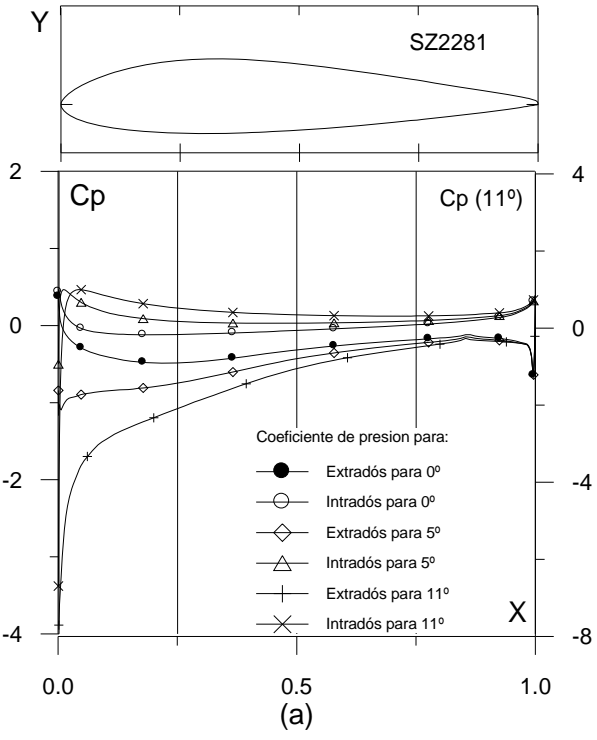 Y
SZ2281
2
Cp
Cp (11º)
4
0
0
-2
-4
Coeficiente de presion para:
Extradós para 0º
Intradós para 0º
Extradós para 5º
Intradós para 5º
Extradós para 11º
Intradós para 11º
X
-4
-8
0.0
0.5
1.0
(a)